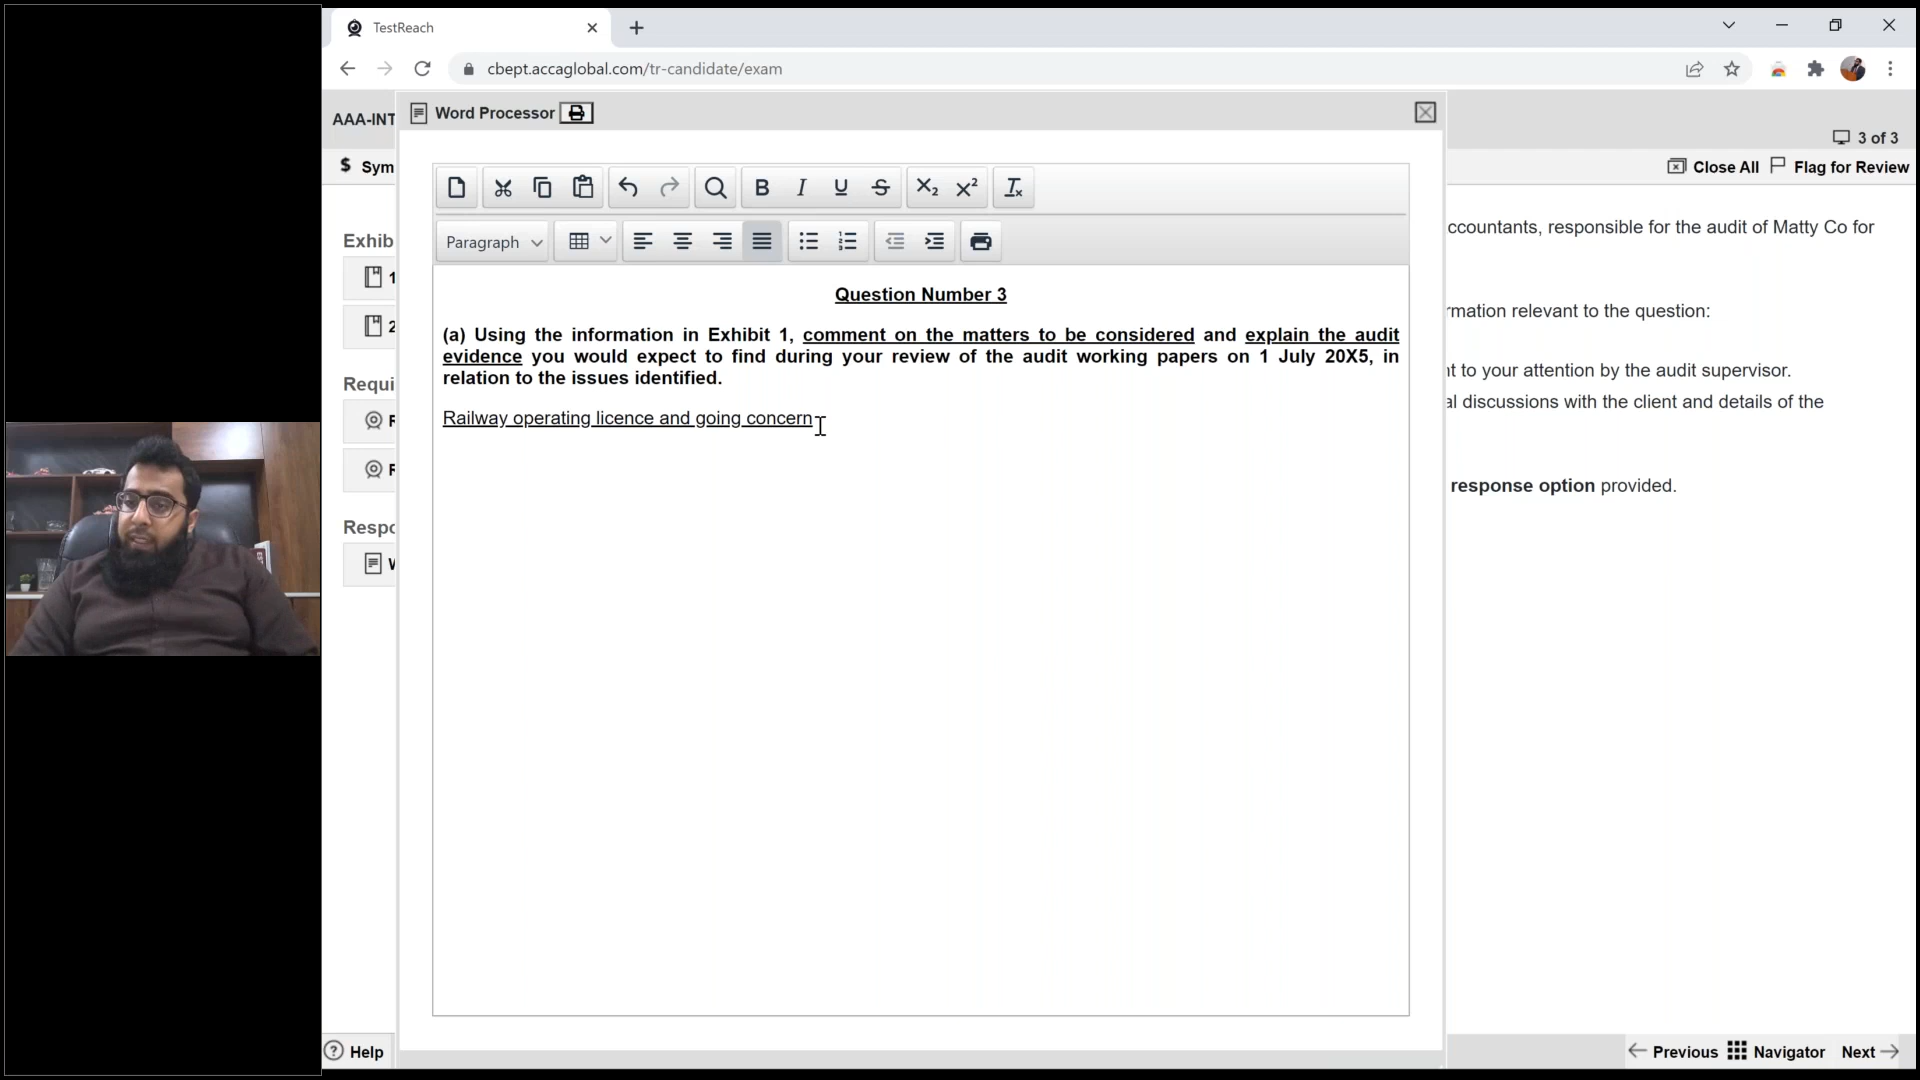 TestReach
cbept.accaglobal.com/tr-candidate/exam
AAA-INT
Word Processor
3 of 3
$ Sym
Close All
Flag for Review
Paragraph
Exhib
1
2
Requi
Respo
Question Number 3
(a) Using the information in Exhibit 1, comment on the matters to be considered and explain the audit
evidence you would expect to find during your review of the audit working papers on 1 July 20X5, in
relation to the issues identified.
Railway operating licence and going concern
ccountants, responsible for the audit of Matty Co for
rmation relevant to the question:
t to your attention by the audit supervisor.
al discussions with the client and details of the
response option provided.
Help
Previous
Navigator
Next